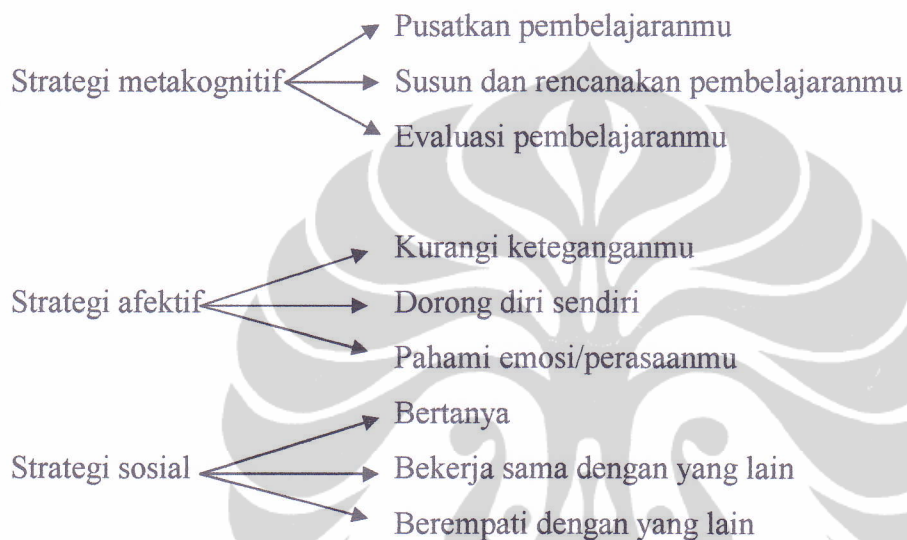 Pusatkan pembelajaranmu
Strategi metakognitif
Susun dan rencanakan pembelajaranmu
Evaluasi pembelajaranmu
Kurangi keteganganmu
Strategi afektif
Dorong diri sendiri
Pahami emosi/perasaanmu
Bertanya
Strategi sosial
Bekerja sama dengan yang lain
Berempati dengan yang lain